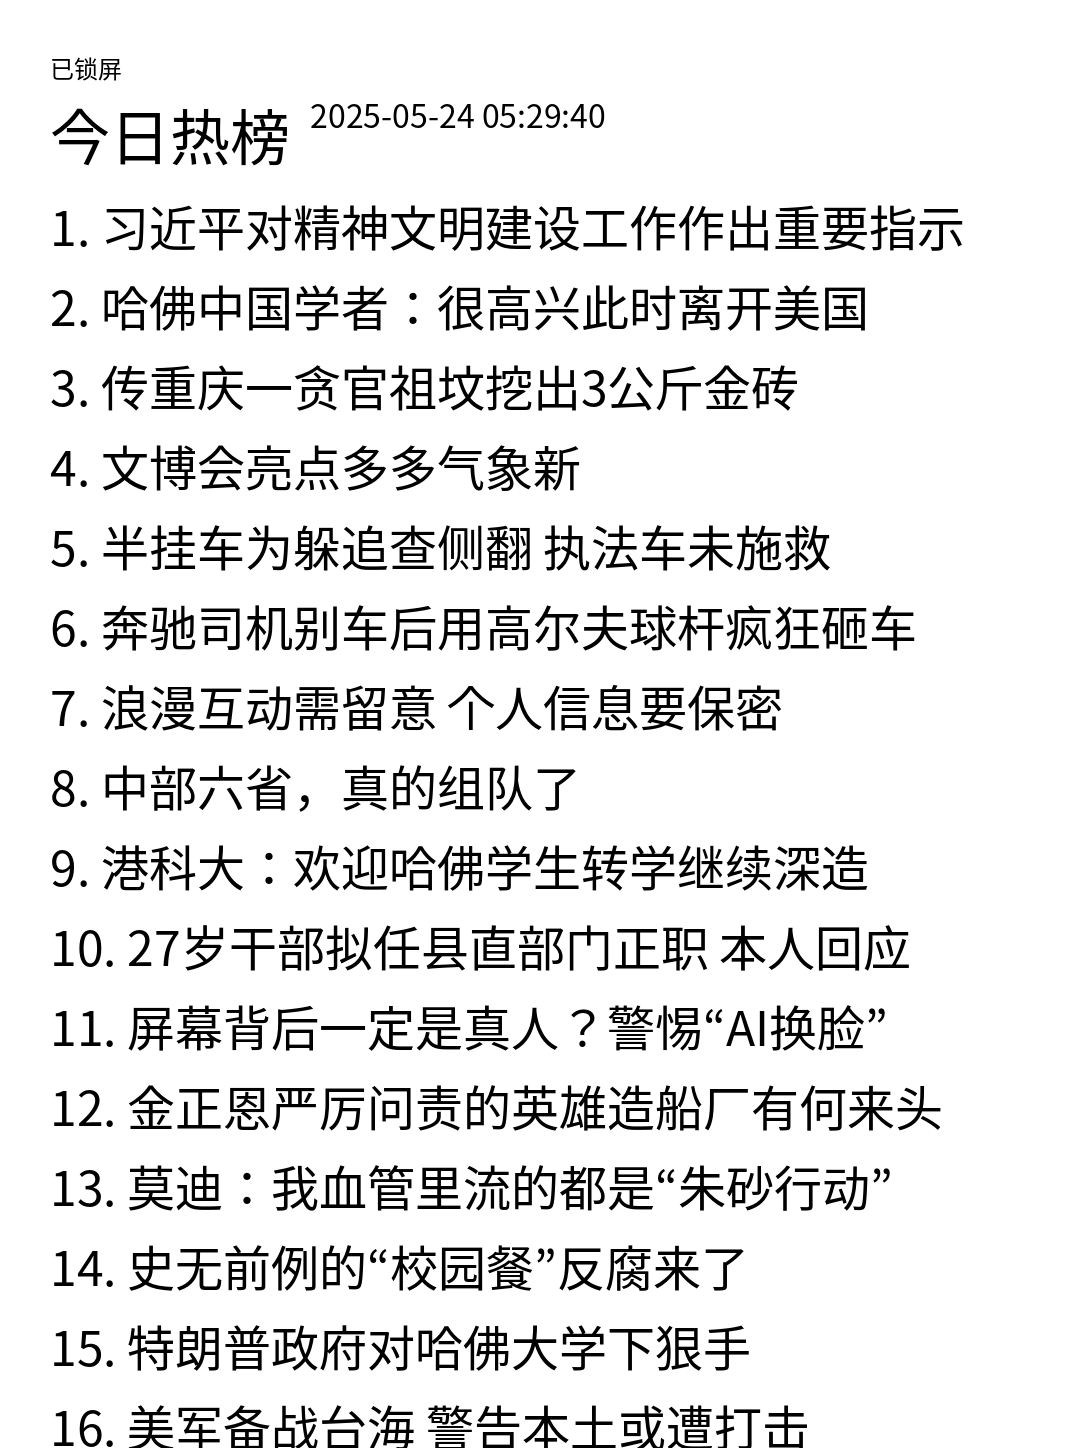 已锁屏
今日热榜 2025-05-24 05:29:40
1. 习近平对精神文明建设工作作出重要指示
2. 哈佛中国学者：很高兴此时离开美国
3. 传重庆一贪官祖坟挖出3公斤金砖
4. 文博会亮点多多气象新
5. 半挂车为躲追查侧翻 执法车未施救
6. 奔驰司机别车后用高尔夫球杆疯狂砸车
7. 浪漫互动需留意 个人信息要保密
8. 中部六省，真的组队了
9. 港科大：欢迎哈佛学生转学继续深造
10. 27岁干部拟任县直部门正职 本人回应
11. 屏幕背后一定是真人？警惕“AI换脸”
12. 金正恩严厉问责的英雄造船厂有何来头
13. 莫迪：我血管里流的都是“朱砂行动”
14. 史无前例的“校园餐”反腐来了
15. 特朗普政府对哈佛大学下狠手
16. 美军备战台海 警告本土或遭打击